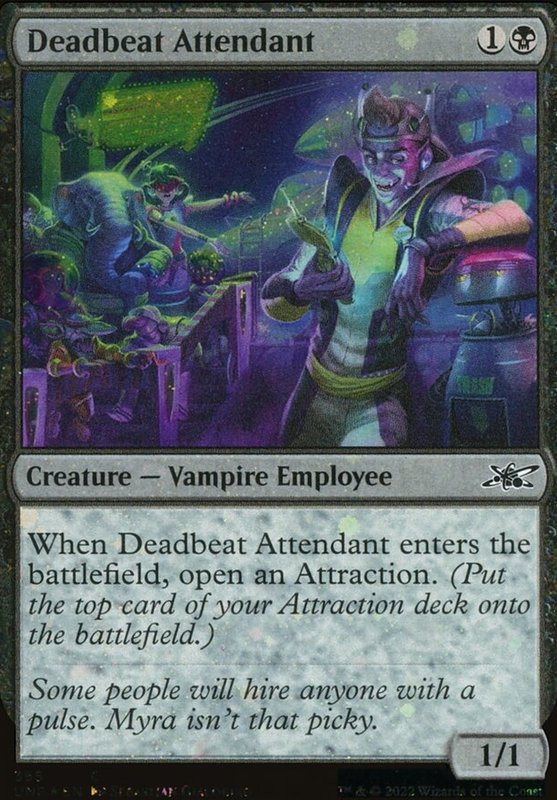 Deadbeat Attendant 1
Creature — Vampire Employee
When Deadbeat Attendant enters the
battlefield, open an Attraction. (Put
the top card of your Attraction deck onto
the battlefield.)
Some people will hire anyone with a
pulse. Myra isn't that picky.
1/1
™ & © 2022 Wizards of the Coast